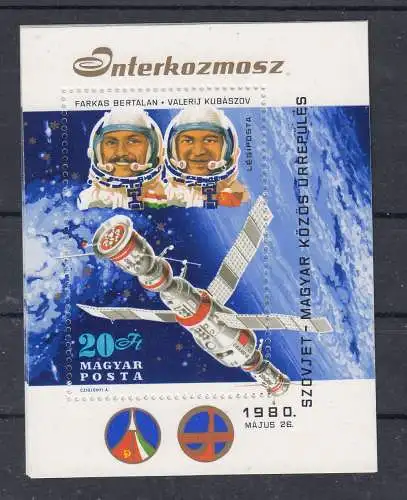 Interkozmosz
FARKAS BERTALAN • VALERIJ KUBASZOV
LÉGIPOSTA
SZOVJET - MAGYAR KÖZÖS ŰRREPÜLÉS
20 Ft
MAGYAR
POSTA
1980.
MÁJUS 26.